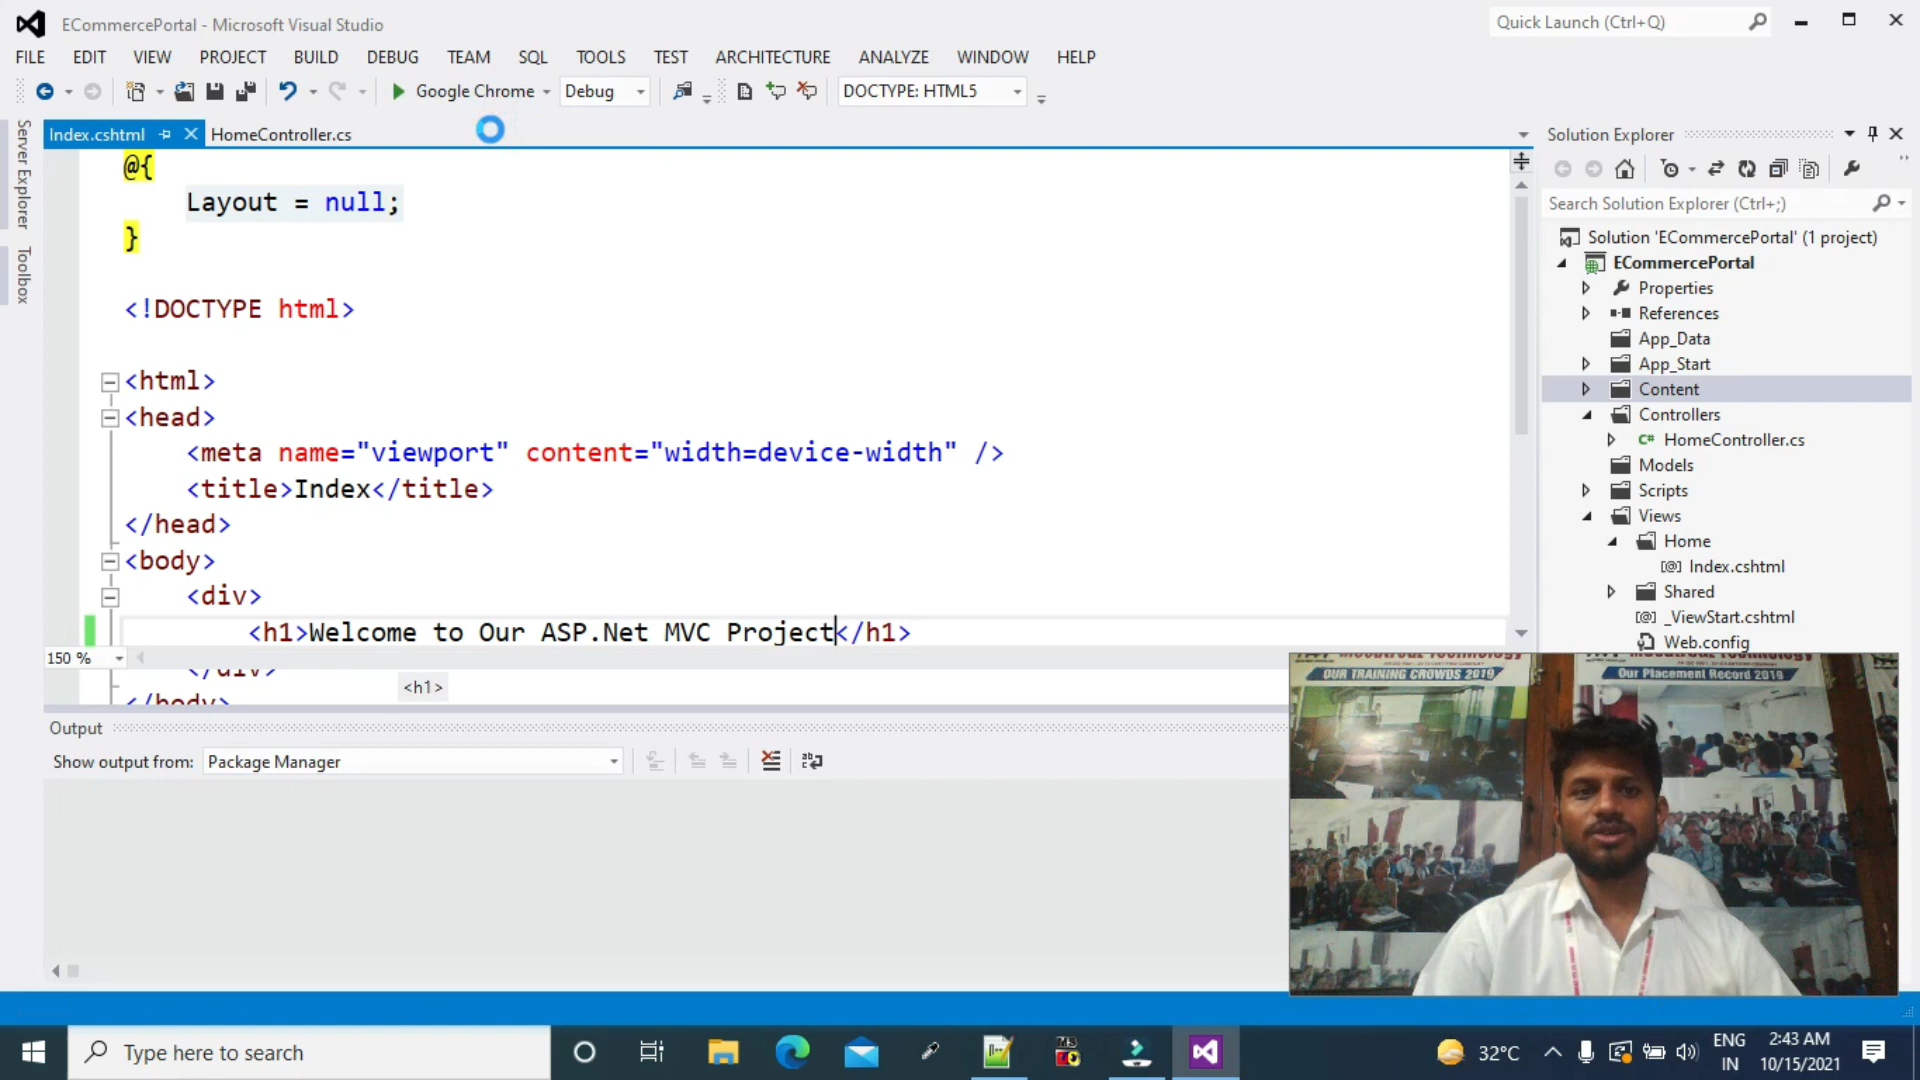 ECommercePortal - Microsoft Visual Studio
Quick Launch (Ctrl+Q)
FILE EDIT VIEW PROJECT BUILD DEBUG TEAM SQL TOOLS TEST ARCHITECTURE ANALYZE WINDOW HELP
Google Chrome Debug DOCTYPE: HTML5
Server Explorer
Toolbox
Index.cshtml HomeController.cs
@{
Layout = null;
}
<!DOCTYPE html>
<html>
<head>
<meta name="viewport" content="width=device-width" />
<title>Index</title>
</head>
<body>
<div>
<h1>Welcome to Our ASP.Net MVC Project</h1>
</div>
</body>
150 %
<h1>
Output
Show output from: Package Manager
Solution Explorer
Search Solution Explorer (Ctrl+;)
Solution 'ECommercePortal' (1 project)
ECommercePortal
Properties
References
App_Data
App_Start
Content
Controllers
C# HomeController.cs
Models
Scripts
Views
Home
[@] Index.cshtml
Shared
[@] _ViewStart.cshtml
Web.config
OUR TRAINING CROWDS 2019
Our Placement Record 2019
Type here to search
32°C
ENG
IN
2:43 AM
10/15/2021